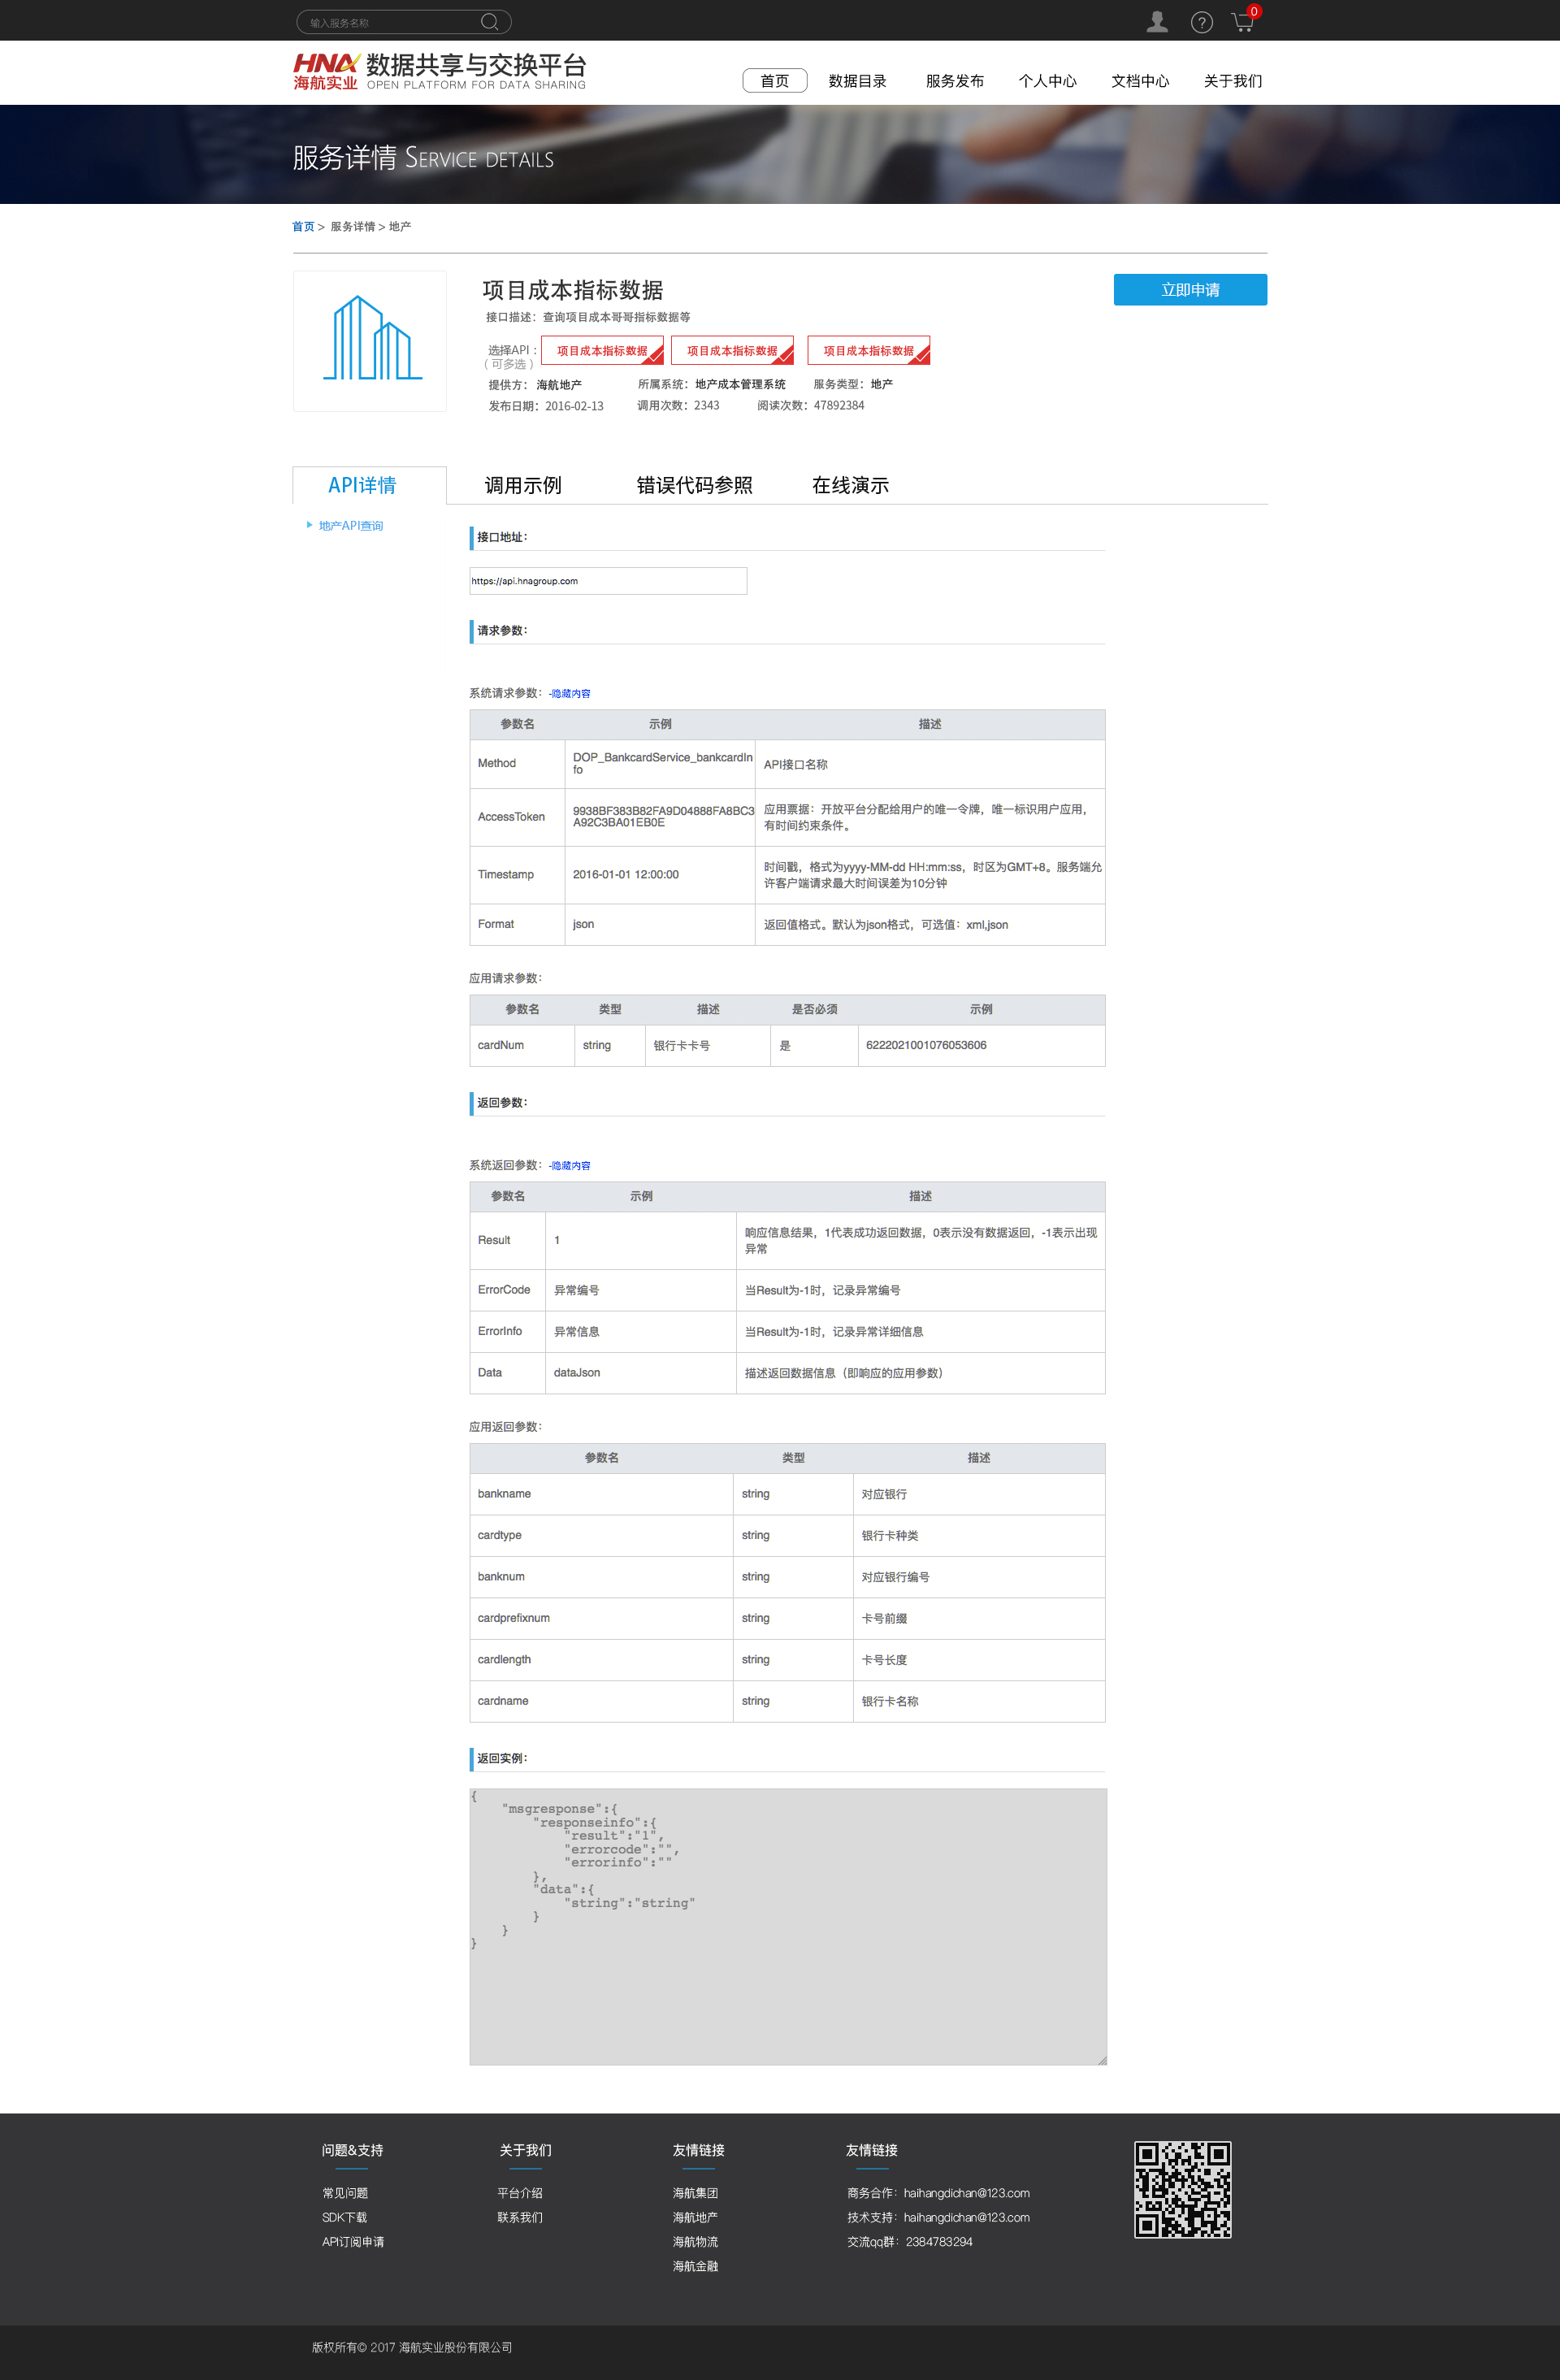 输入服务名称
0
HNA 海航实业
数据共享与交换平台
OPEN PLATFORM FOR DATA SHARING
首页 数据目录 服务发布 个人中心 文档中心 关于我们
服务详情 SERVICE DETAILS
首页 > 服务详情 > 地产
项目成本指标数据
立即申请
接口描述：查询项目成本哥哥指标数据等
选择API：
（可多选）
项目成本指标数据 项目成本指标数据 项目成本指标数据
提供方： 海航地产 所属系统：地产成本管理系统 服务类型：地产
发布日期：2016-02-13 调用次数：2343 阅读次数：47892384
API详情 调用示例 错误代码参照 在线演示
地产API查询
接口地址：
https://api.hnagroup.com
请求参数：
系统请求参数：-隐藏内容
参数名 示例 描述
Method DOP_BankcardService_bankcardIn
fo
API接口名称
AccessToken 9938BF383B82FA9D04888FA8BC3
A92C3BA01EB0E
应用票据：开放平台分配给用户的唯一令牌，唯一标识用户应用，
有时间约束条件。
Timestamp 2016-01-01 12:00:00
时间戳，格式为yyyy-MM-dd HH:mm:ss，时区为GMT+8。服务端允
许客户端请求最大时间误差为10分钟
Format json 返回值格式。默认为json格式，可选值：xml,json
应用请求参数：
参数名 类型 描述 是否必须 示例
cardNum string 银行卡卡号 是 6222021001076053606
返回参数：
系统返回参数：-隐藏内容
参数名 示例 描述
Result 1
响应信息结果，1代表成功返回数据，0表示没有数据返回，-1表示出现
异常
ErrorCode 异常编号 当Result为-1时，记录异常编号
ErrorInfo 异常信息 当Result为-1时，记录异常详细信息
Data dataJson 描述返回数据信息（即响应的应用参数）
应用返回参数：
参数名 类型 描述
bankname string 对应银行
cardtype string 银行卡种类
banknum string 对应银行编号
cardprefixnum string 卡号前缀
cardlength string 卡号长度
cardname string 银行卡名称
返回实例：
{
"msgresponse":{
"responseinfo":{
"result":"1",
"errorcode":"",
"errorinfo":""
},
"data":{
"string":"string"
}
}
}
问题&支持 关于我们 友情链接 友情链接
常见问题 平台介绍 海航集团 商务合作：haihangdichan@123.com
SDK下载 联系我们 海航地产 技术支持：haihangdichan@123.com
API订阅申请 海航物流 交流qq群：2384783294
海航金融
版权所有© 2017 海航实业股份有限公司